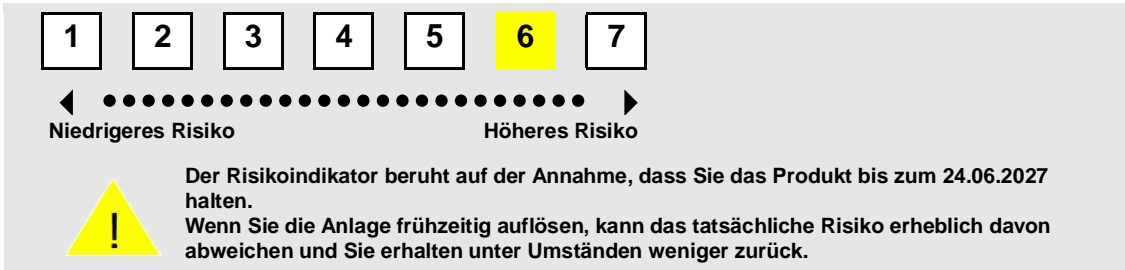 1 2 3 4 5 6 7
Niedrigeres Risiko Höheres Risiko
Der Risikoindikator beruht auf der Annahme, dass Sie das Produkt bis zum 24.06.2027
halten.
Wenn Sie die Anlage frühzeitig auflösen, kann das tatsächliche Risiko erheblich davon
abweichen und Sie erhalten unter Umständen weniger zurück.
!